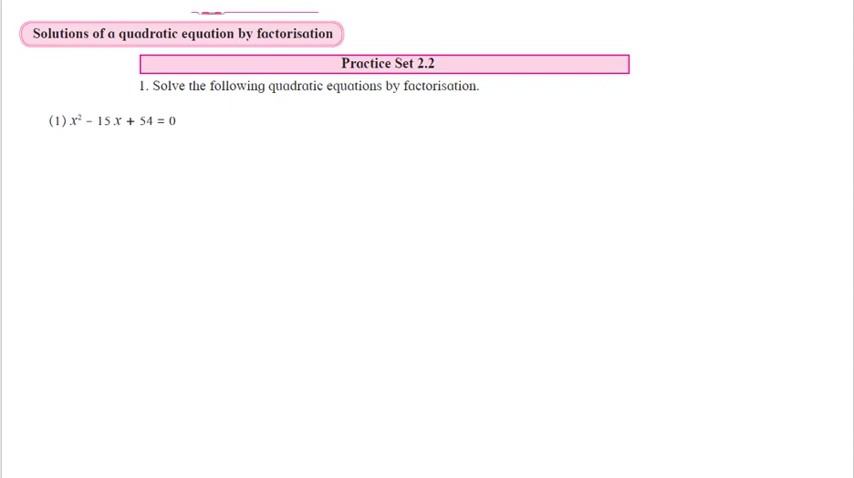 Solutions of a quadratic equation by factorisation
Practice Set 2.2
1. Solve the following quadratic equations by factorisation.
(1) x² – 15 x + 54 = 0